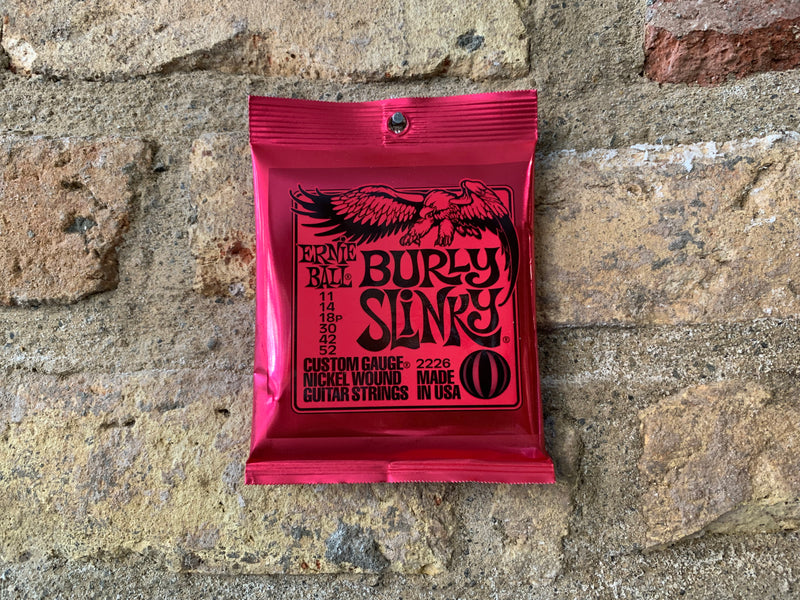 ERNIE
BALL®
BURLY
SLINKY
11
14
18P
30
42
52
CUSTOM GAUGE® 2226
NICKEL WOUND MADE
GUITAR STRINGS IN USA